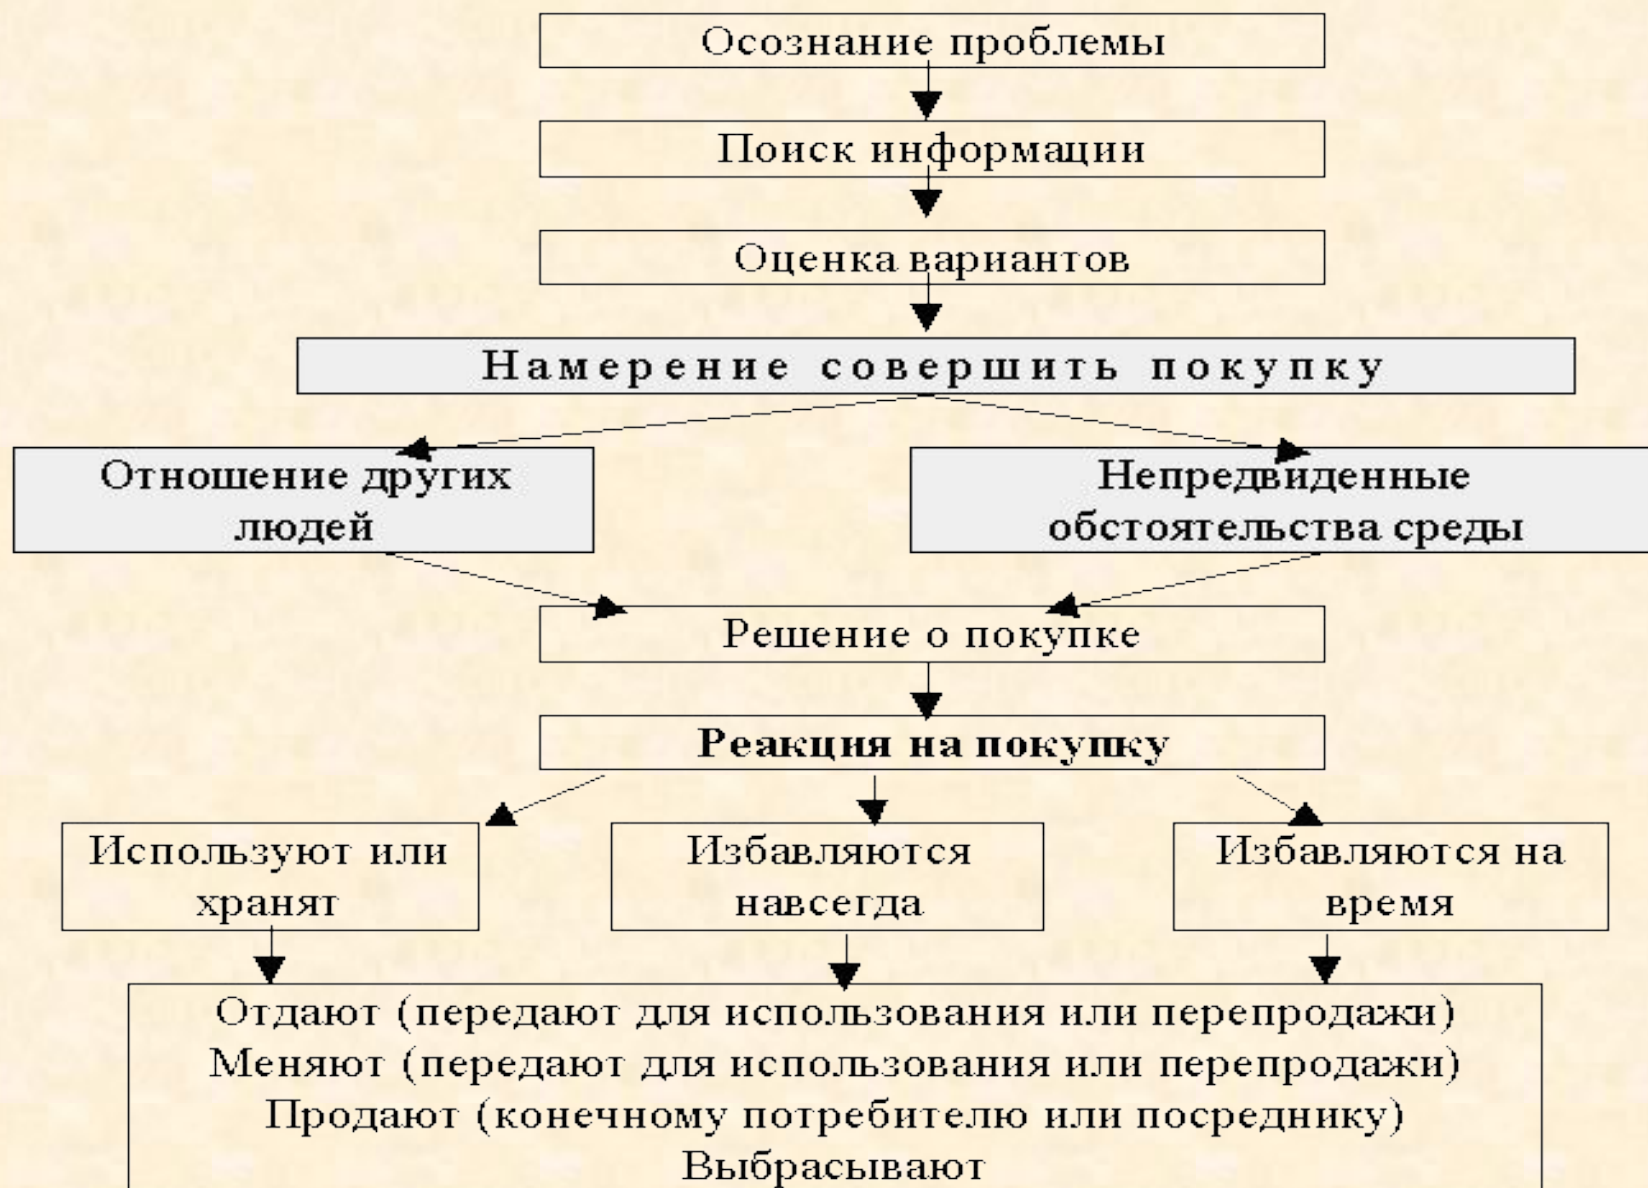 Осознание проблемы
Поиск информации
Оценка вариантов
Намерение совершить покупку
Отношение других
людей
Непредвиденные
обстоятельства среды
Решение о покупке
Реакция на покупку
Используют или
хранят
Избавляются
навсегда
Избавляются на
время
Отдают (передают для использования или перепродажи)
Меняют (передают для использования или перепродажи)
Продают (конечному потребителю или посреднику)
Выбрасывают